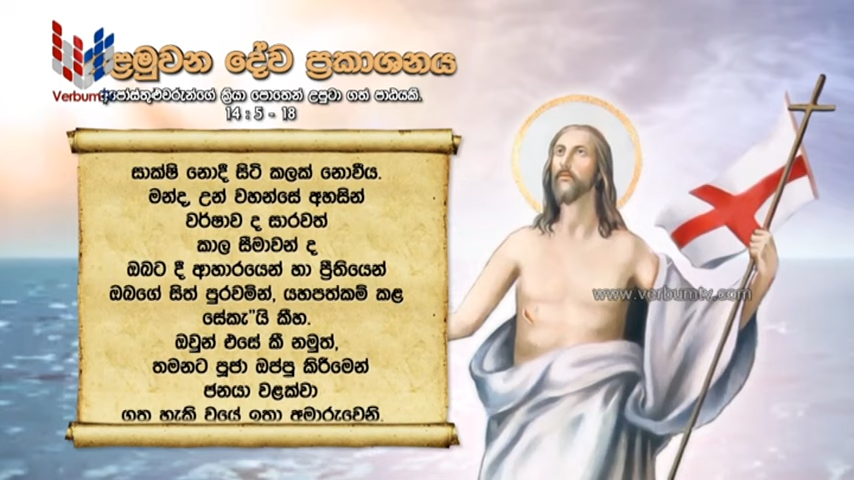 ළමුවන දේව ප්‍රකාශනය
Verbum
පෝස්තුළුවරුන්ගේ ක්‍රියා පොතෙන් උපුටා ගත් පාඨයකි.
14 : 5 - 18
සාක්ෂි නොදී සිටි කලක් නොවීය.
මන්ද, උන් වහන්සේ අහසින්
වර්ෂාව ද සාරවත්
කාල සීමාවන් ද
ඔබට දී ආහාරයෙන් හා ප්‍රීතියෙන්
ඔබගේ සිත් පුරවමින්, යහපත්කම් කළ
සේකැ"යි කීහ.
ඔවුන් එසේ කී නමුත්,
තමනට පූජා ඔප්පු කිරීමෙන්
ජනයා වළක්වා
ගත හැකි වූයේ ඉතා අමාරුවෙනි.
www.verbumtv.com